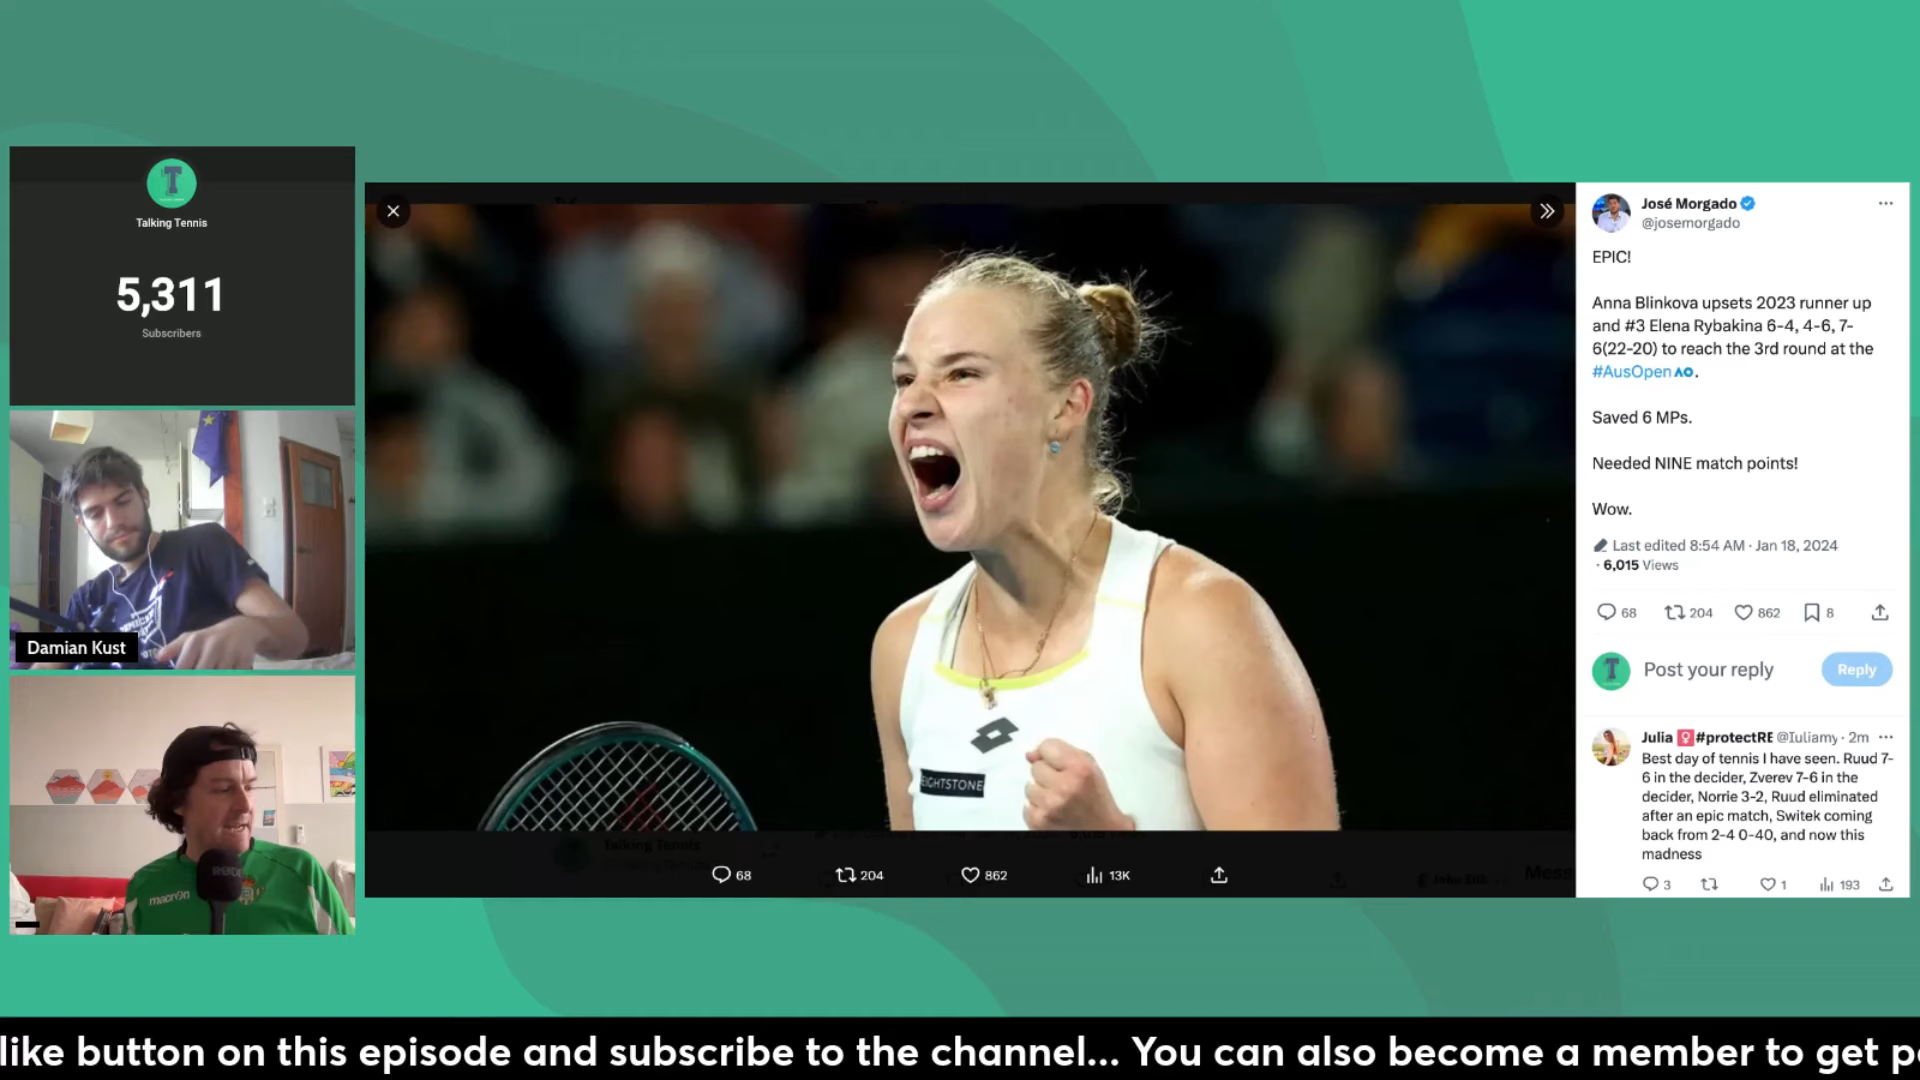 T
Talking Tennis
5,311
Subscribers
Damian Kust
macron
RØDE
EIGHTSTONE
Talking Tennis
68
204
862
13K
José Morgado
@josemorgado
EPIC!
Anna Blinkova upsets 2023 runner up
and #3 Elena Rybakina 6-4, 4-6, 7-
6(22-20) to reach the 3rd round at the
#AusOpen AO.
Saved 6 MPs.
Needed NINE match points!
Wow.
Last edited 8:54 AM · Jan 18, 2024
· 6,015 Views
68 204 862 8
T Post your reply Reply
Julia #protectRE @Iuliamy · 2m
Best day of tennis I have seen. Ruud 7-
6 in the decider, Zverev 7-6 in the
decider, Norrie 3-2, Ruud eliminated
after an epic match, Switek coming
back from 2-4 0-40, and now this
madness
3 1 193
like button on this episode and subscribe to the channel... You can also become a member to get p